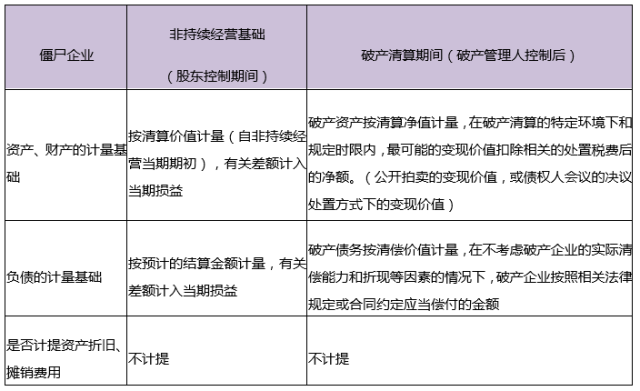 僵尸企业
非持续经营基础
（股东控制期间）
破产清算期间（破产管理人控制后）
资产、财产的计量基
础
按清算价值计量（自非持续经
营当期期初），有关差额计入
当期损益
破产资产按清算净值计量，在破产清算的特定环境下和
规定时限内，最可能的变现价值扣除相关的处置税费后
的净额。（公开拍卖的变现价值，或债权人会议的决议
处置方式下的变现价值）
负债的计量基础
按预计的结算金额计量，有关
差额计入当期损益
破产债务按清偿价值计量，在不考虑破产企业的实际清
偿能力和折现等因素的情况下，破产企业按照相关法律
规定或合同约定应当偿付的金额
是否计提资产折旧、
摊销费用
不计提
不计提